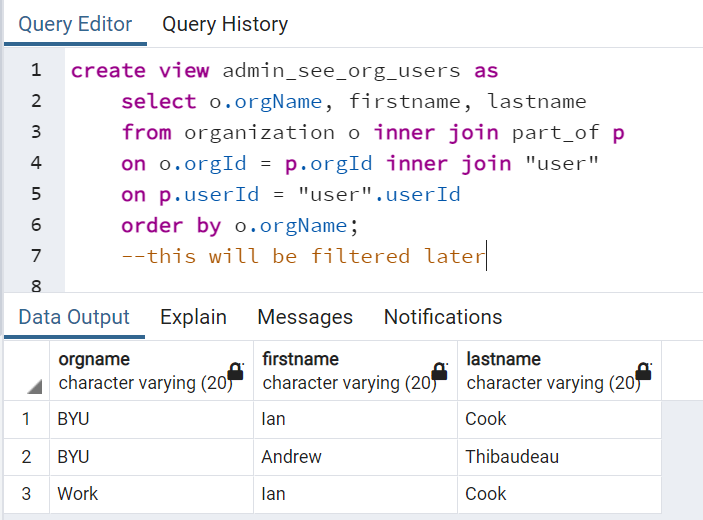 Query Editor Query History
1 create view admin_see_org_users as
2 select o.orgName, firstname, lastname
3 from organization o inner join part_of p
4 on o.orgId = p.orgId inner join "user"
5 on p.userId = "user".userId
6 order by o.orgName;
7 --this will be filtered later
8
Data Output Explain Messages Notifications
orgname firstname lastname
character varying (20) character varying (20) character varying (20)
1 BYU Ian Cook
2 BYU Andrew Thibaudeau
3 Work Ian Cook